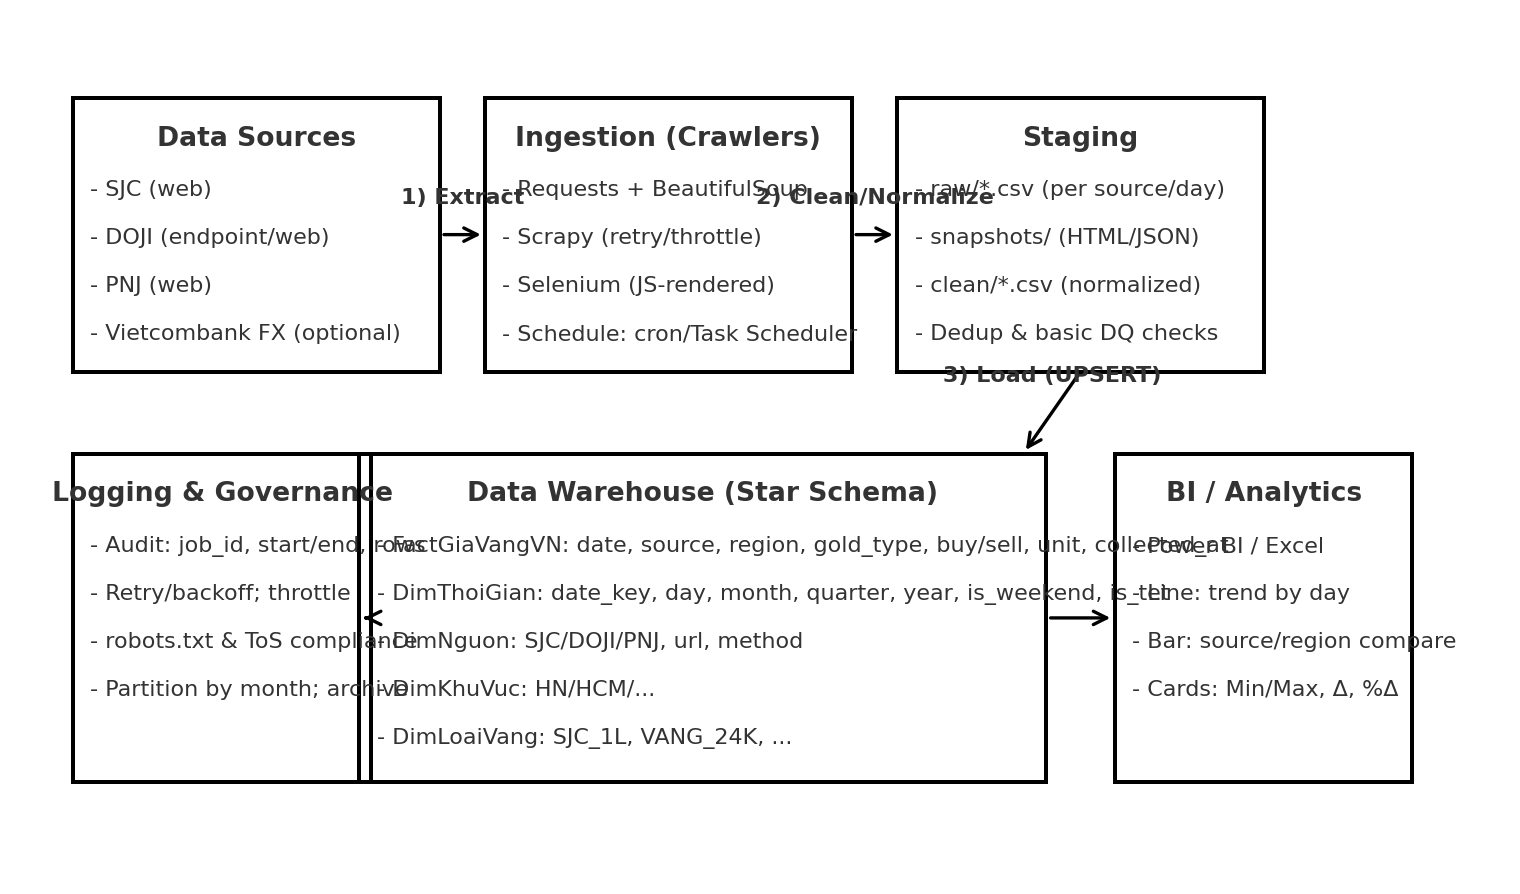 Data Sources
- SJC (web)
- DOJI (endpoint/web)
- PNJ (web)
- Vietcombank FX (optional)
1) Extract
Ingestion (Crawlers)
- Requests + BeautifulSoup
- Scrapy (retry/throttle)
- Selenium (JS-rendered)
- Schedule: cron/Task Scheduler
2) Clean/Normalize
Staging
- raw/*.csv (per source/day)
- snapshots/ (HTML/JSON)
- clean/*.csv (normalized)
- Dedup & basic DQ checks
3) Load (UPSERT)
Logging & Governance
- Audit: job_id, start/end, rows
- Retry/backoff; throttle
- robots.txt & ToS compliance
- Partition by month; archive
Data Warehouse (Star Schema)
- FactGiaVangVN: date, source, region, gold_type, buy/sell, unit, collected_at
- DimThoiGian: date_key, day, month, quarter, year, is_weekend, is_tet
- DimNguon: SJC/DOJI/PNJ, url, method
- DimKhuVuc: HN/HCM/...
- DimLoaiVang: SJC_1L, VANG_24K, ...
BI / Analytics
- Power BI / Excel
- Line: trend by day
- Bar: source/region compare
- Cards: Min/Max, Δ, %Δ